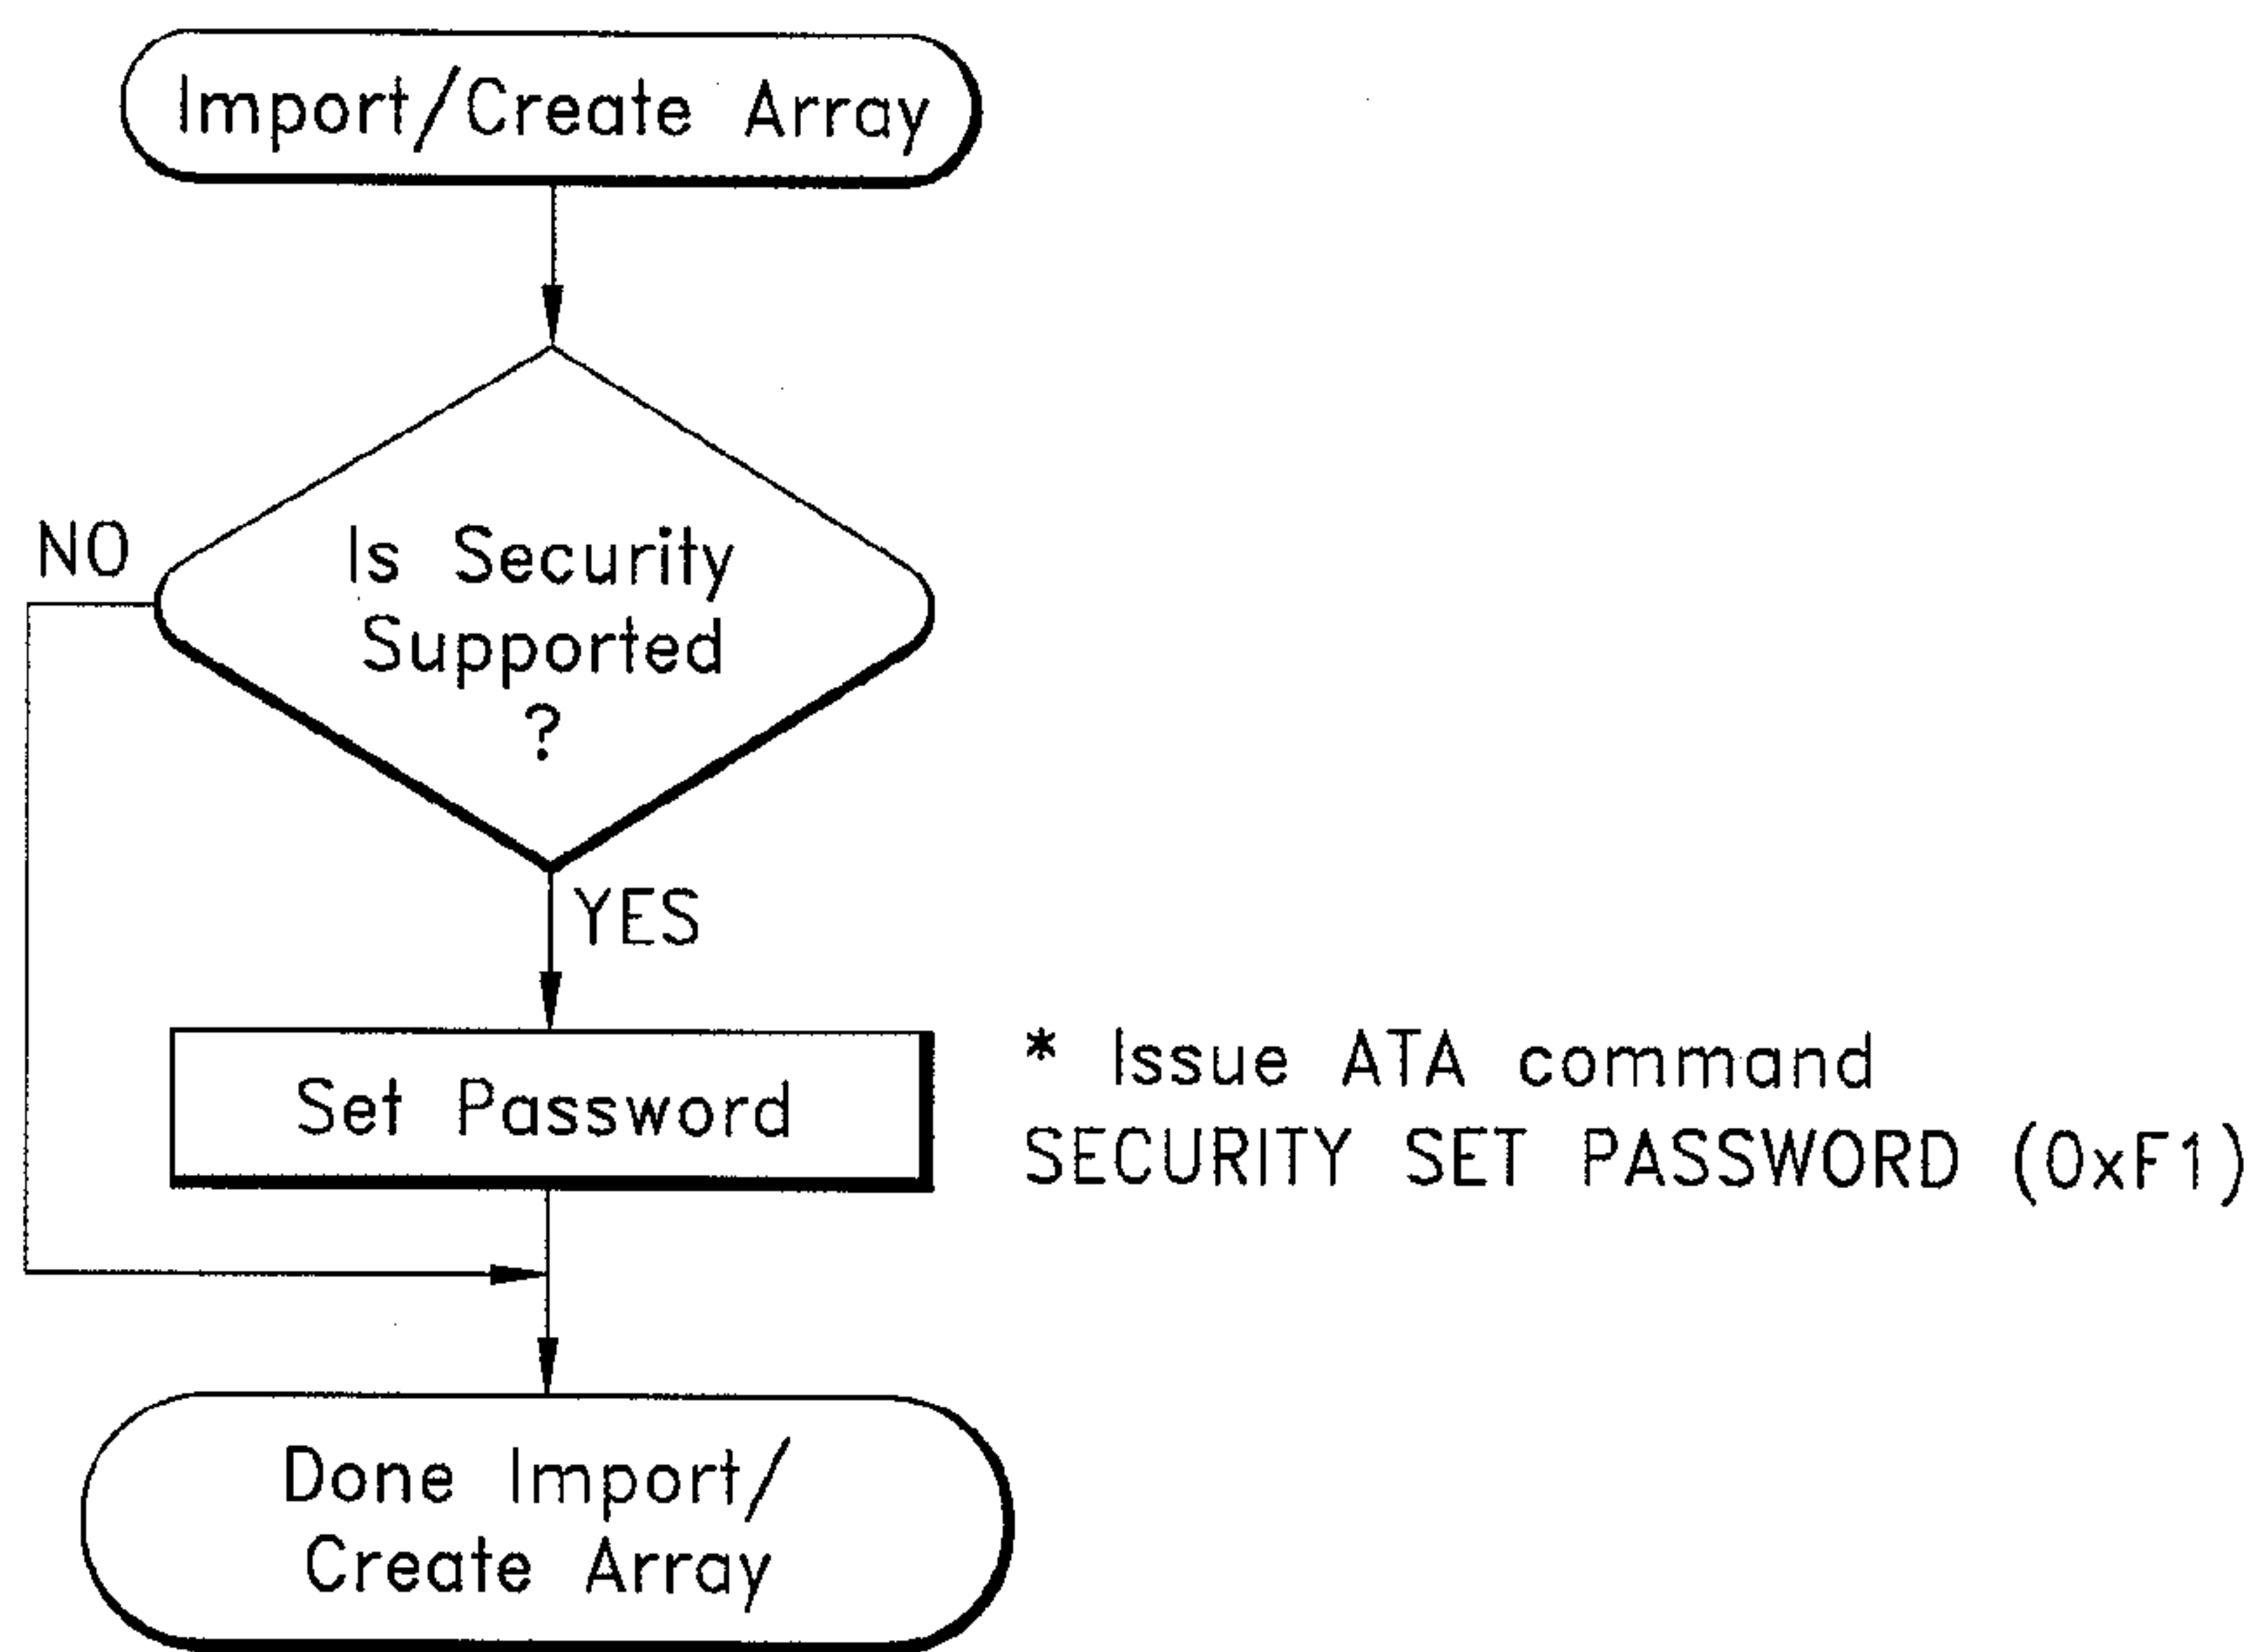 Import/Create Array
NO
Is Security
Supported
?
YES
Set Password
* Issue ATA command
SECURITY SET PASSWORD (0xF1)
Done Import/
Create Array